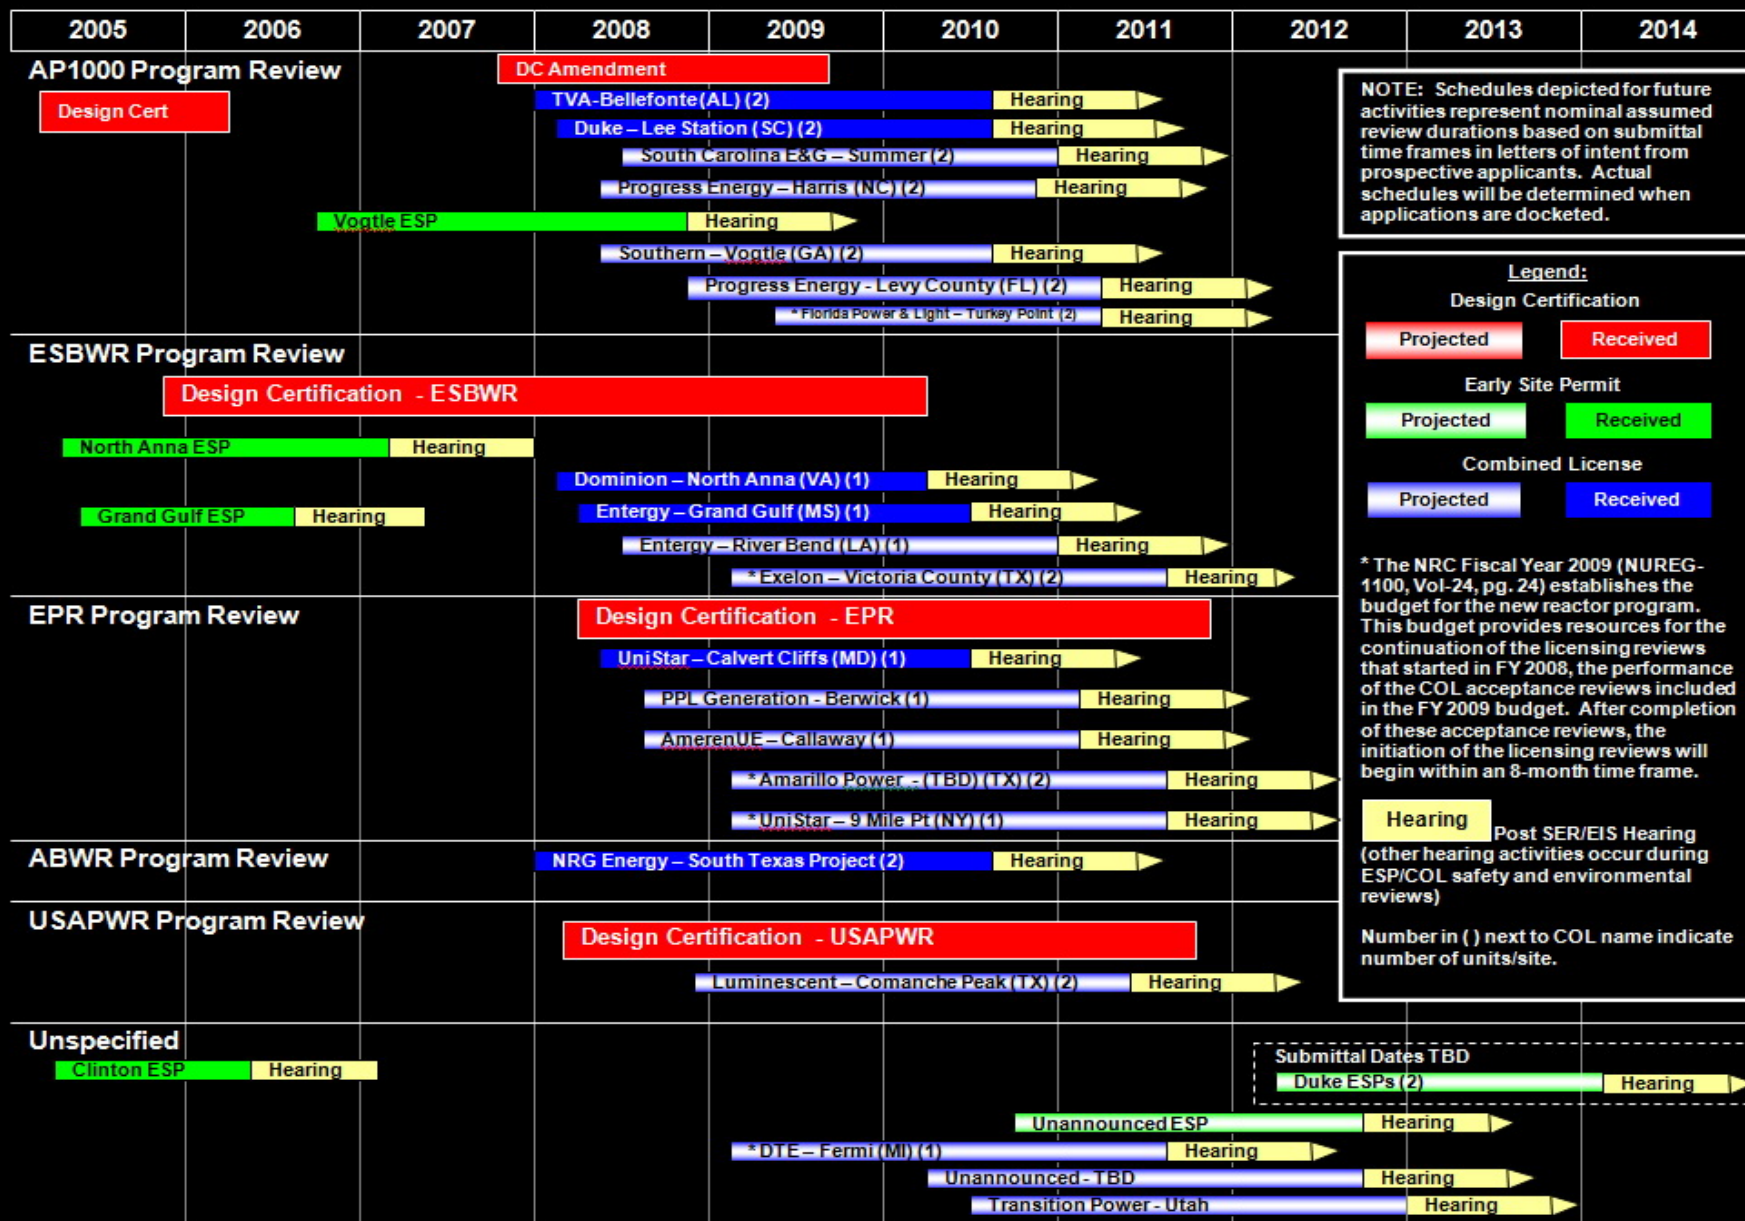 2005 2006 2007 2008 2009 2010 2011 2012 2013 2014
AP1000 Program Review
DC Amendment
Design Cert
TVA-Bellefonte (AL) (2) Hearing
Duke – Lee Station (SC) (2) Hearing
South Carolina E&G – Summer (2) Hearing
Progress Energy – Harris (NC) (2) Hearing
Vogtle ESP Hearing
Southern – Vogtle (GA) (2) Hearing
Progress Energy - Levy County (FL) (2) Hearing
* Florida Power & Light – Turkey Point (2) Hearing
ESBWR Program Review
Design Certification - ESBWR
North Anna ESP Hearing
Dominion – North Anna (VA) (1) Hearing
Entergy – Grand Gulf (MS) (1) Hearing
Grand Gulf ESP Hearing
Entergy – River Bend (LA) (1) Hearing
* Exelon – Victoria County (TX) (2) Hearing
EPR Program Review
Design Certification - EPR
UniStar – Calvert Cliffs (MD) (1) Hearing
PPL Generation - Berwick (1) Hearing
AmerenUE – Callaway (1) Hearing
* Amarillo Power - (TBD) (TX) (2) Hearing
* UniStar – 9 Mile Pt (NY) (1) Hearing
ABWR Program Review
NRG Energy – South Texas Project (2) Hearing
USAPWR Program Review
Design Certification - USAPWR
Luminescent – Comanche Peak (TX) (2) Hearing
Unspecified
Clinton ESP Hearing
Submittal Dates TBD
Duke ESPs (2) Hearing
Unannounced ESP Hearing
* DTE – Fermi (MI) (1) Hearing
Unannounced - TBD Hearing
Transition Power - Utah Hearing
NOTE: Schedules depicted for future
activities represent nominal assumed
review durations based on submittal
time frames in letters of intent from
prospective applicants. Actual
schedules will be determined when
applications are docketed.
Legend:
Design Certification
Projected Received
Early Site Permit
Projected Received
Combined License
Projected Received
* The NRC Fiscal Year 2009 (NUREG-
1100, Vol-24, pg. 24) establishes the
budget for the new reactor program.
This budget provides resources for the
continuation of the licensing reviews
that started in FY 2008, the performance
of the COL acceptance reviews included
in the FY 2009 budget. After completion
of these acceptance reviews, the
initiation of the licensing reviews will
begin within an 8-month time frame.
Hearing Post SER/EIS Hearing
(other hearing activities occur during
ESP/COL safety and environmental
reviews)
Number in ( ) next to COL name indicate
number of units/site.